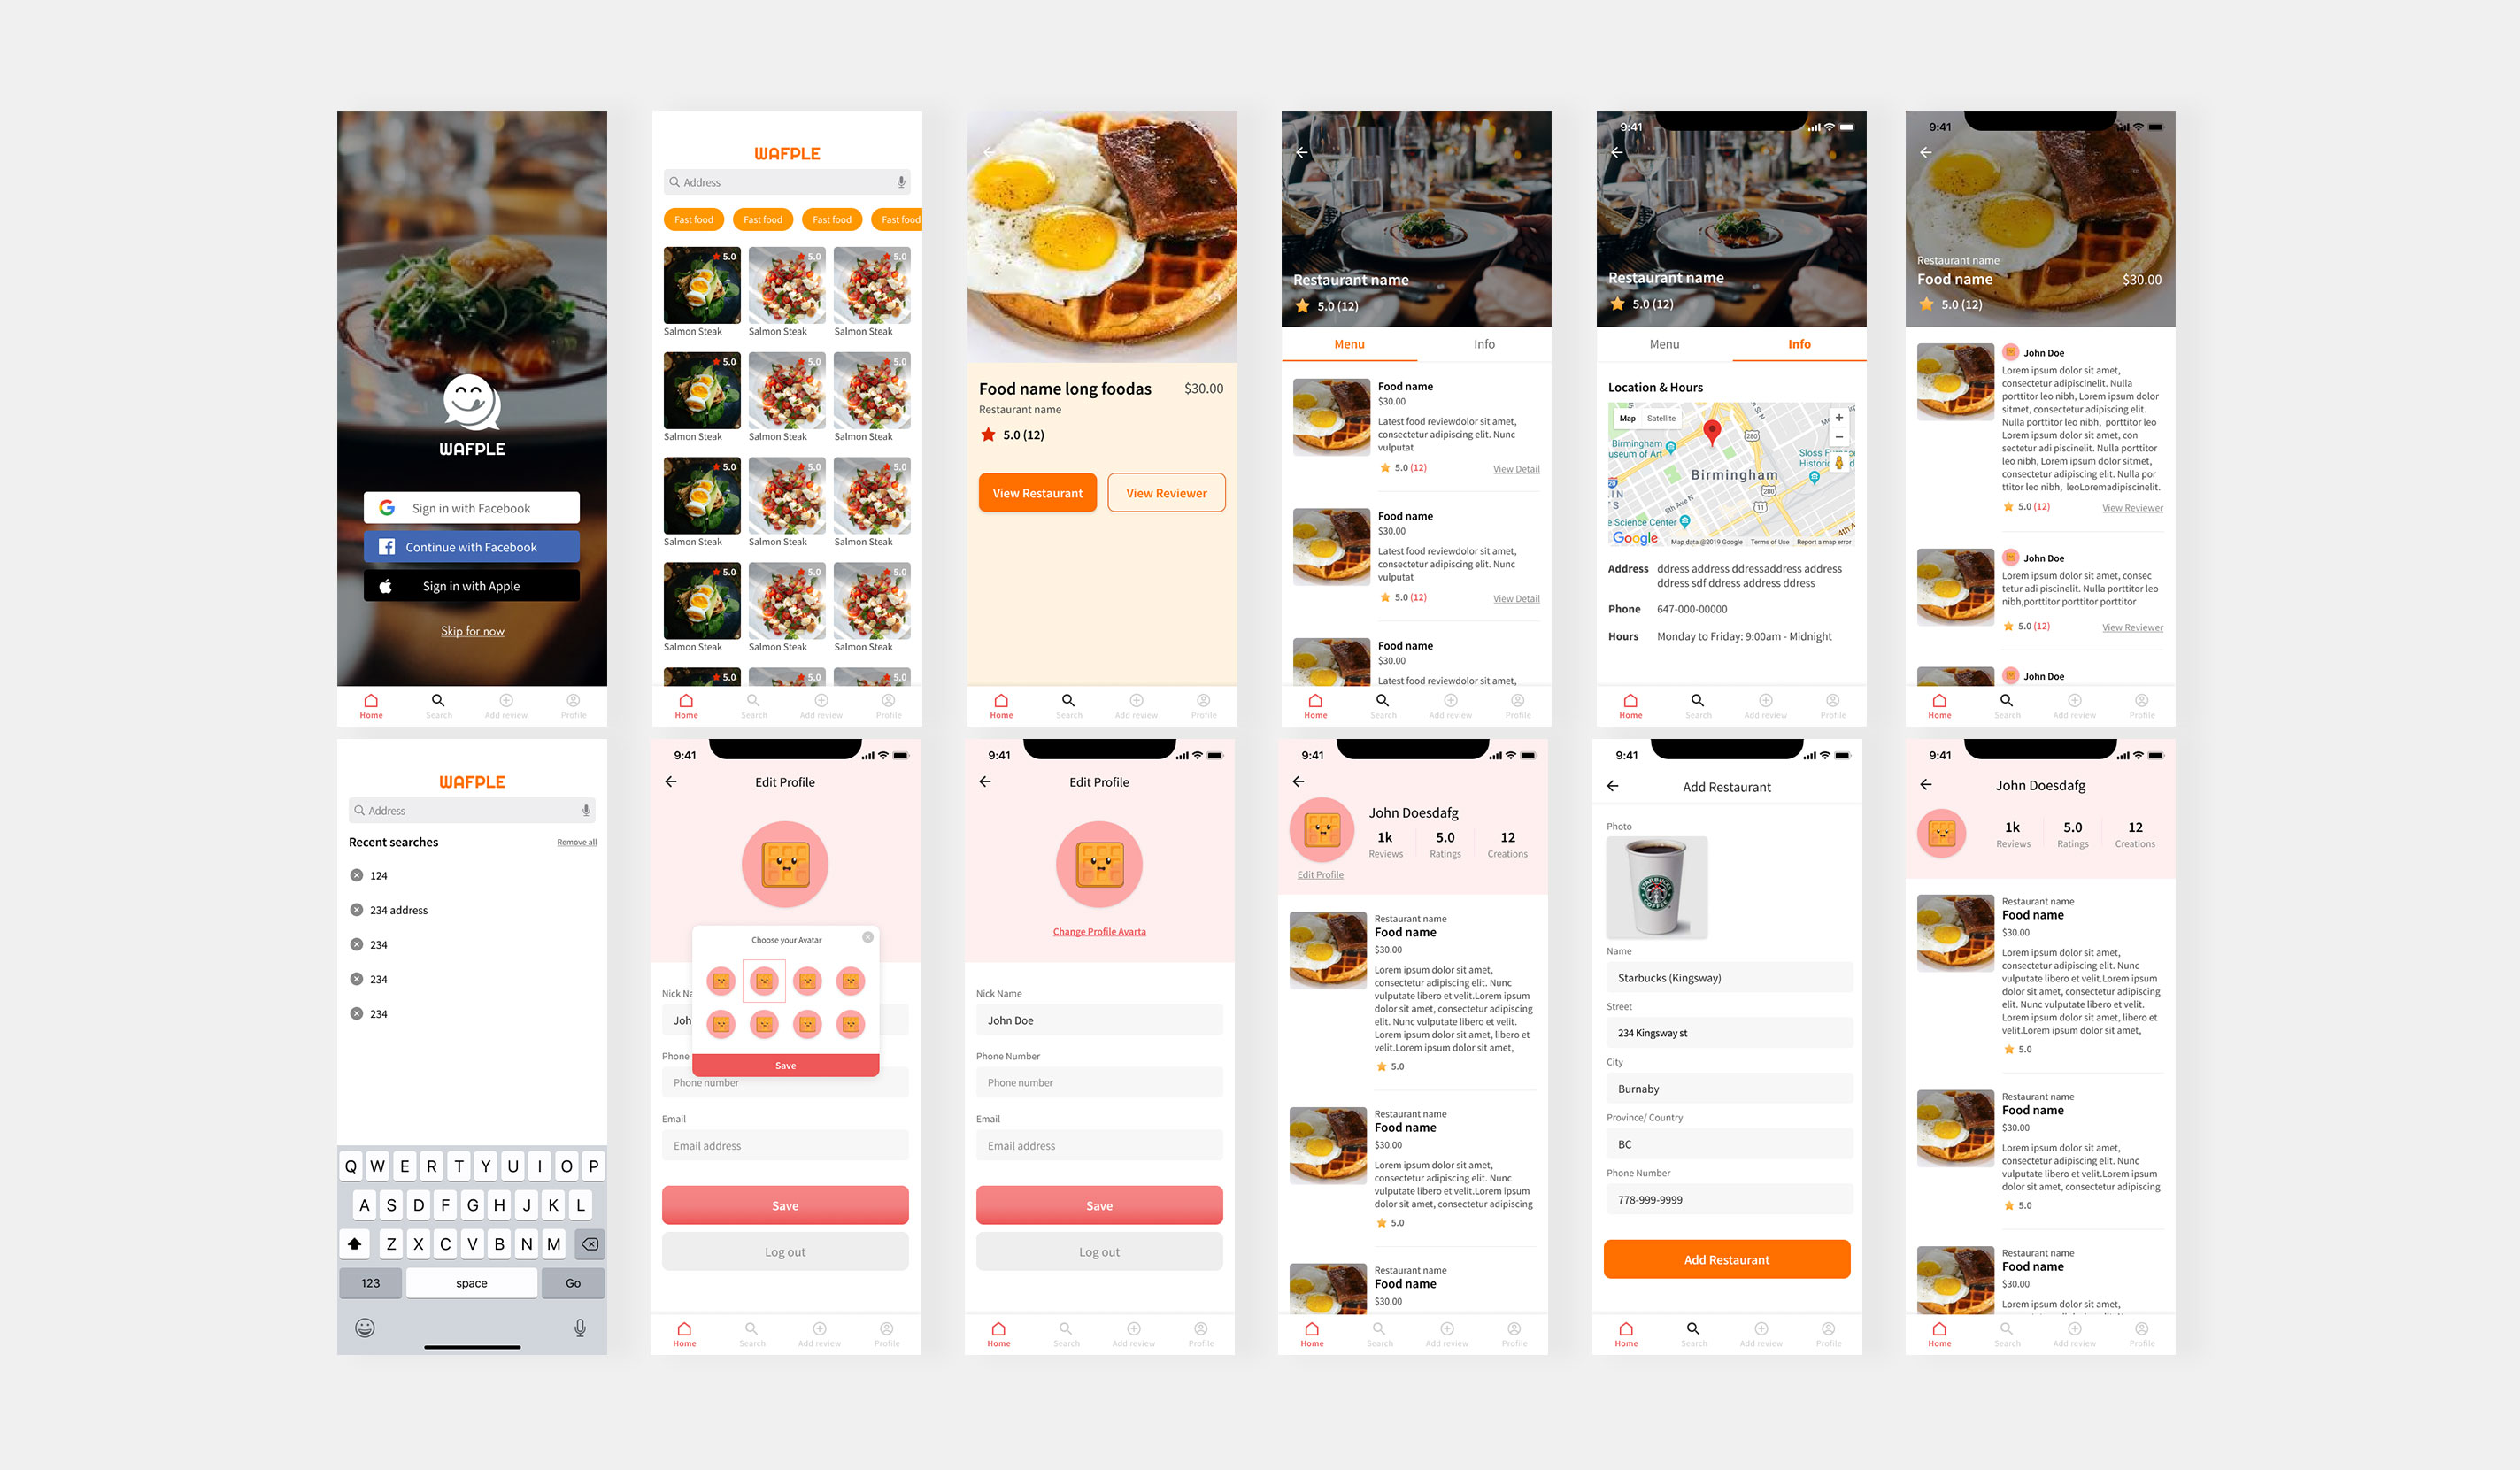 WAFPLE
Sign in with Facebook
Continue with Facebook
Sign in with Apple
Skip for now
Home Search Add review Profile
WAFPLE
Address
Fast food Fast food Fast food Fast food
5.0 5.0 5.0
Salmon Steak Salmon Steak Salmon Steak
5.0 5.0 5.0
Salmon Steak Salmon Steak Salmon Steak
5.0 5.0 5.0
Salmon Steak Salmon Steak Salmon Steak
5.0 5.0 5.0
Salmon Steak Salmon Steak Salmon Steak
5.0 5.0 5.0
Home Search Add review Profile
Food name long foodas $30.00
Restaurant name
5.0 (12)
View Restaurant View Reviewer
Home Search Add review Profile
Restaurant name
5.0 (12)
Menu Info
Food name
$30.00
Latest food reviewdolor sit amet,
consectetur adipiscing elit. Nunc
vulputat
5.0 (12) View Detail
Food name
$30.00
Latest food reviewdolor sit amet,
consectetur adipiscing elit. Nunc
vulputat
5.0 (12) View Detail
Food name
$30.00
Latest food reviewdolor sit amet,
Home Search Add review Profile
9:41
Restaurant name
5.0 (12)
Menu Info
Location & Hours
Map Satellite
Birmingham
useum of Art
280
Sloss
Historic
Birmingham
280
5th Ave N
11
20
IN
e Science Center
4th A
Google Map data @2019 Google Terms of Use Report a map error
Address ddress address ddressaddress address
ddress sdf ddress address ddress
Phone 647-000-00000
Hours Monday to Friday: 9:00am - Midnight
Home Search Add review Profile
9:41
Restaurant name
Food name $30.00
5.0 (12)
John Doe
Lorem ipsum dolor sit amet,
consectetur adipiscinelit. Nulla
porttitor leo nibh, Lorem ipsum dolor
sitmet, consectetur adipiscing elit.
Nulla porttitor leo nibh, porttitor leo
Lorem ipsum dolor sit amet, con
sectetur adi piscinelit. Nulla porttitor
leo nibh, Lorem ipsum dolor sitmet,
consectetur adipiscing elit. Nulla por
ttitor leo nibh, leoLoremadipiscinelit.
5.0 (12) View Reviewer
John Doe
Lorem ipsum dolor sit amet, consec
tetur adi piscinelit. Nulla porttitor leo
nibh,porttitor porttitor porttitor
5.0 (12) View Reviewer
John Doe
Home Search Add review Profile
WAFPLE
Address
Recent searches Remove all
124
234 address
234
234
234
Q W E R T Y U I O P
A S D F G H J K L
Z X C V B N M
123 space Go
9:41
Edit Profile
Choose your Avatar
Save
Nick Na
Joh
Phone
Phone number
Email
Email address
Save
Log out
Home Search Add review Profile
9:41
Edit Profile
Change Profile Avarta
Nick Name
John Doe
Phone Number
Phone number
Email
Email address
Save
Log out
Home Search Add review Profile
9:41
John Doesdafg
1k 5.0 12
Reviews Ratings Creations
Edit Profile
Restaurant name
Food name
$30.00
Lorem ipsum dolor sit amet,
consectetur adipiscing elit. Nunc
vulputate libero et velit.Lorem ipsum
dolor sit amet, consectetur adipiscing
elit. Nunc vulputate libero et velit.
Lorem ipsum dolor sit amet, libero et
velit.Lorem ipsum dolor sit amet,
5.0
Restaurant name
Food name
$30.00
Lorem ipsum dolor sit amet,
consectetur adipiscing elit. Nunc
vulputate libero et velit.Lorem ipsum
dolor sit amet, consectetur adipiscing
5.0
Restaurant name
Food name
$30.00
Home Search Add review Profile
9:41
Add Restaurant
Photo
STARBUCKS
COFFEE
Name
Starbucks (Kingsway)
Street
234 Kingsway st
City
Burnaby
Province/ Country
BC
Phone Number
778-999-9999
Add Restaurant
Home Search Add review Profile
9:41
John Doesdafg
1k 5.0 12
Reviews Ratings Creations
Restaurant name
Food name
$30.00
Lorem ipsum dolor sit amet,
consectetur adipiscing elit. Nunc
vulputate libero et velit.Lorem ipsum
dolor sit amet, consectetur adipiscing
elit. Nunc vulputate libero et velit.
Lorem ipsum dolor sit amet, libero et
velit.Lorem ipsum dolor sit amet,
5.0
Restaurant name
Food name
$30.00
Lorem ipsum dolor sit amet,
consectetur adipiscing elit. Nunc
vulputate libero et velit.Lorem ipsum
dolor sit amet, consectetur adipiscing
5.0
Restaurant name
Food name
$30.00
Lorem ipsum dolor sit amet,
Home Search Add review Profile